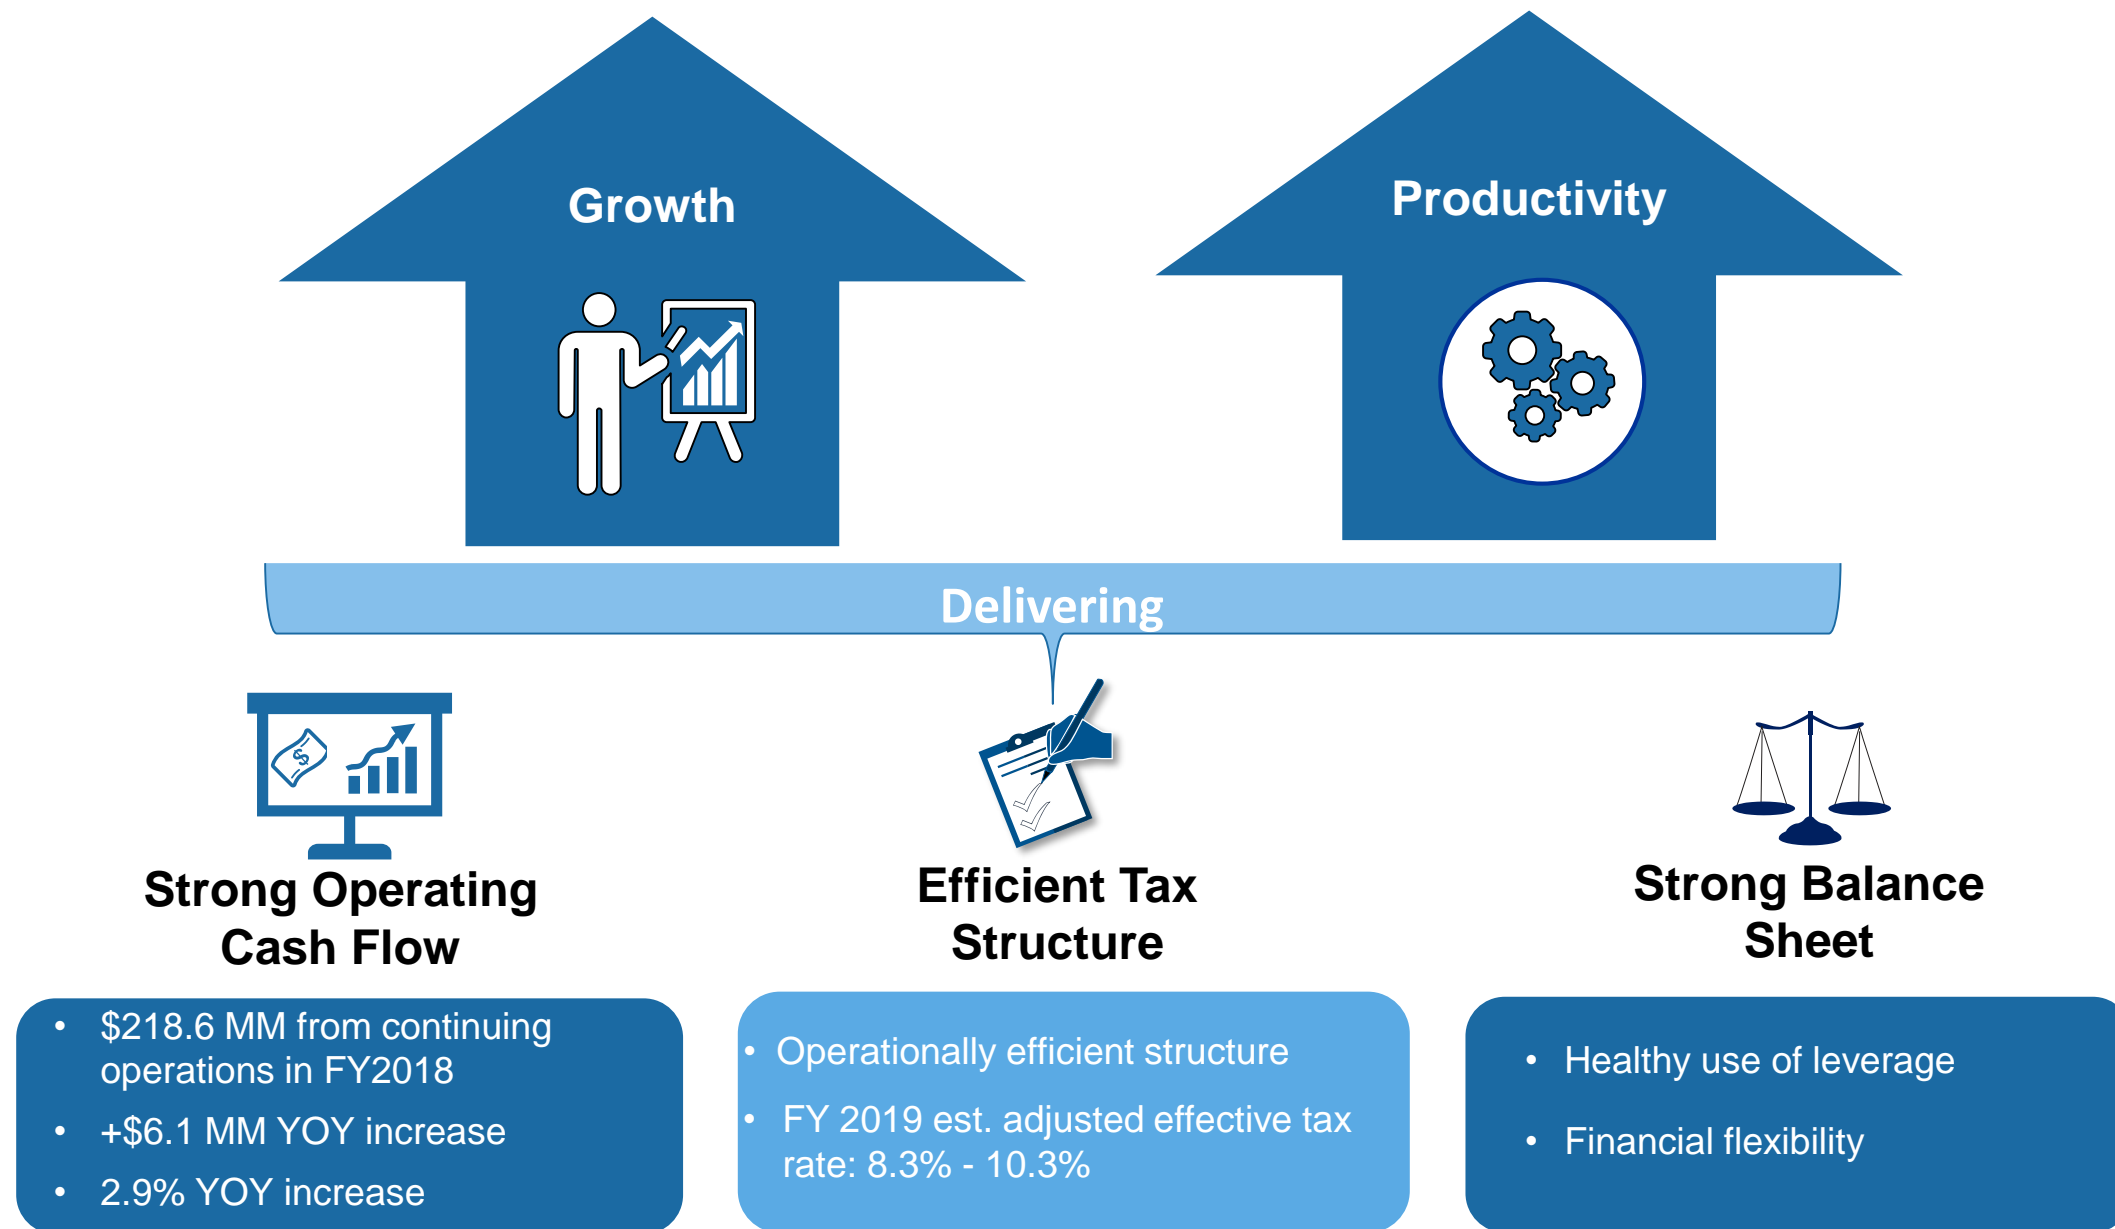 Growth
Productivity
Delivering
Strong Operating
Cash Flow
• $218.6 MM from continuing
operations in FY2018
• +$6.1 MM YOY increase
• 2.9% YOY increase
Efficient Tax
Structure
• Operationally efficient structure
• FY 2019 est. adjusted effective tax
rate: 8.3% - 10.3%
Strong Balance
Sheet
• Healthy use of leverage
• Financial flexibility